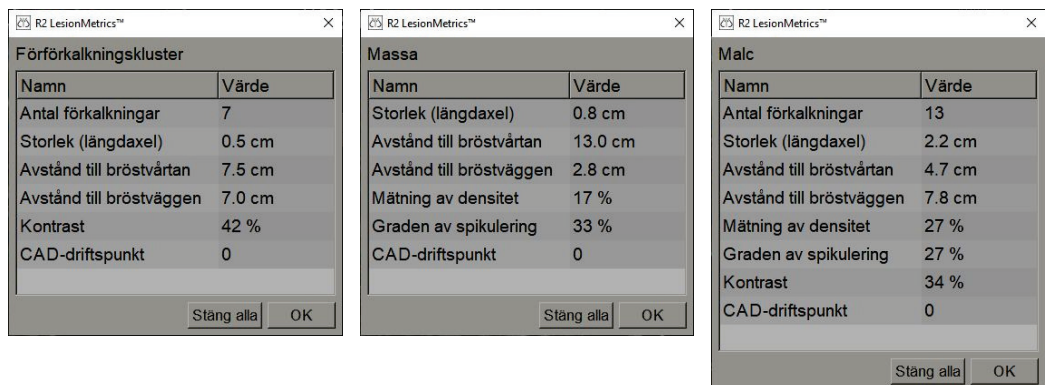 R2 LesionMetrics™
Förförkalkningskluster
Namn Värde
Antal förkalkningar 7
Storlek (längdaxel) 0.5 cm
Avstånd till bröstvårtan 7.5 cm
Avstånd till bröstväggen 7.0 cm
Kontrast 42 %
CAD-driftspunkt 0
Stäng alla OK
R2 LesionMetrics™
Massa
Namn Värde
Storlek (längdaxel) 0.8 cm
Avstånd till bröstvårtan 13.0 cm
Avstånd till bröstväggen 2.8 cm
Mätning av densitet 17 %
Graden av spikulering 33 %
CAD-driftspunkt 0
Stäng alla OK
R2 LesionMetrics™
Malc
Namn Värde
Antal förkalkningar 13
Storlek (längdaxel) 2.2 cm
Avstånd till bröstvårtan 4.7 cm
Avstånd till bröstväggen 7.8 cm
Mätning av densitet 27 %
Graden av spikulering 27 %
Kontrast 34 %
CAD-driftspunkt 0
Stäng alla OK